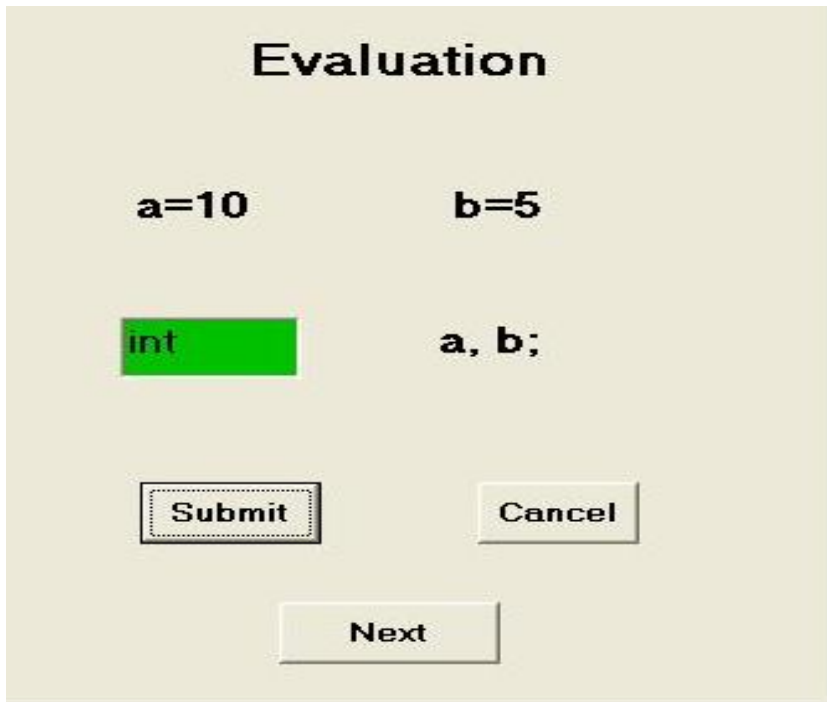 Evaluation
a=10 b=5
int a, b;
Submit Cancel
Next